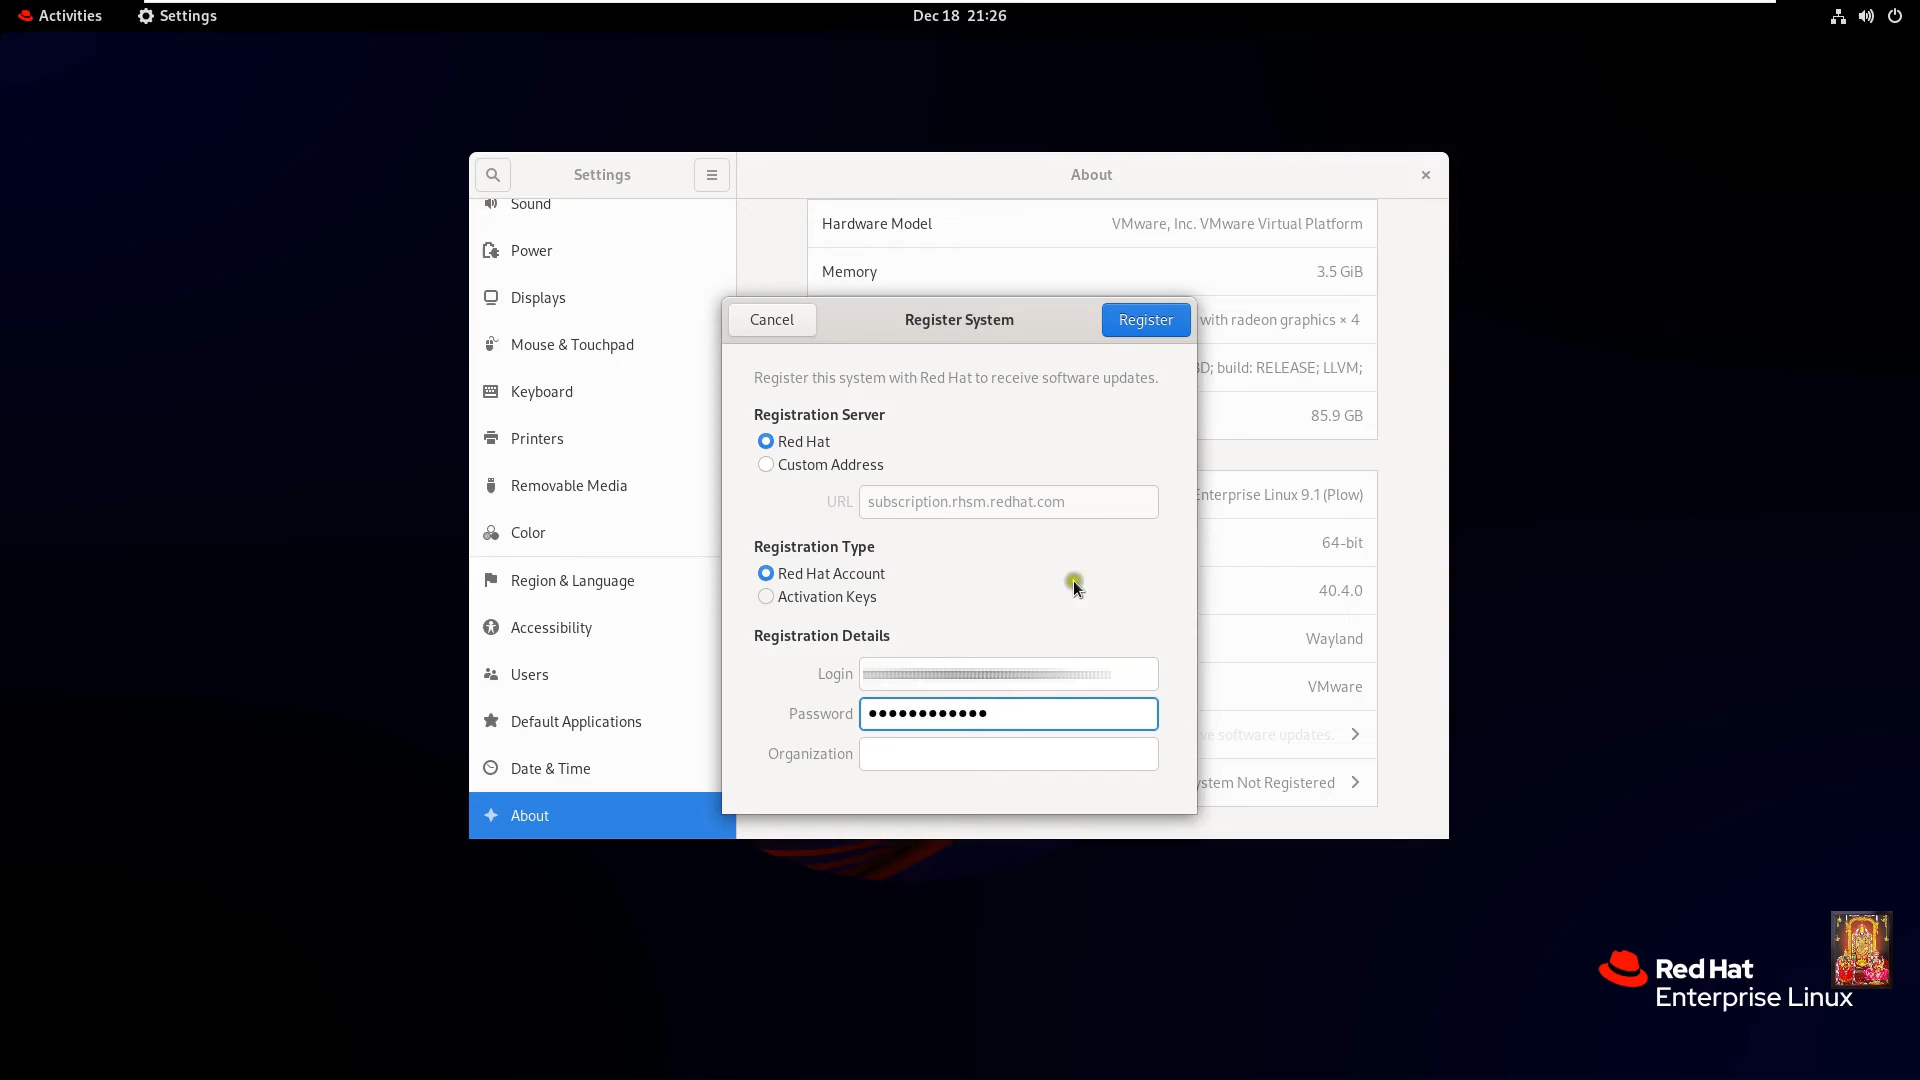 Activities
Settings
Dec 18 21:26
Settings
About
Sound
Power
Displays
Mouse & Touchpad
Keyboard
Printers
Removable Media
Color
Region & Language
Accessibility
Users
Default Applications
Date & Time
About
Hardware Model VMware, Inc. VMware Virtual Platform
Memory 3.5 GiB
with radeon graphics × 4
D; build: RELEASE; LLVM;
85.9 GB
Enterprise Linux 9.1 (Plow)
64-bit
40.4.0
Wayland
VMware
ve software updates.
ystem Not Registered
Cancel
Register System
Register
Register this system with Red Hat to receive software updates.
Registration Server
Red Hat
Custom Address
URL subscription.rhsm.redhat.com
Registration Type
Red Hat Account
Activation Keys
Registration Details
Login
Password ●●●●●●●●●●●●
Organization
Red Hat
Enterprise Linux